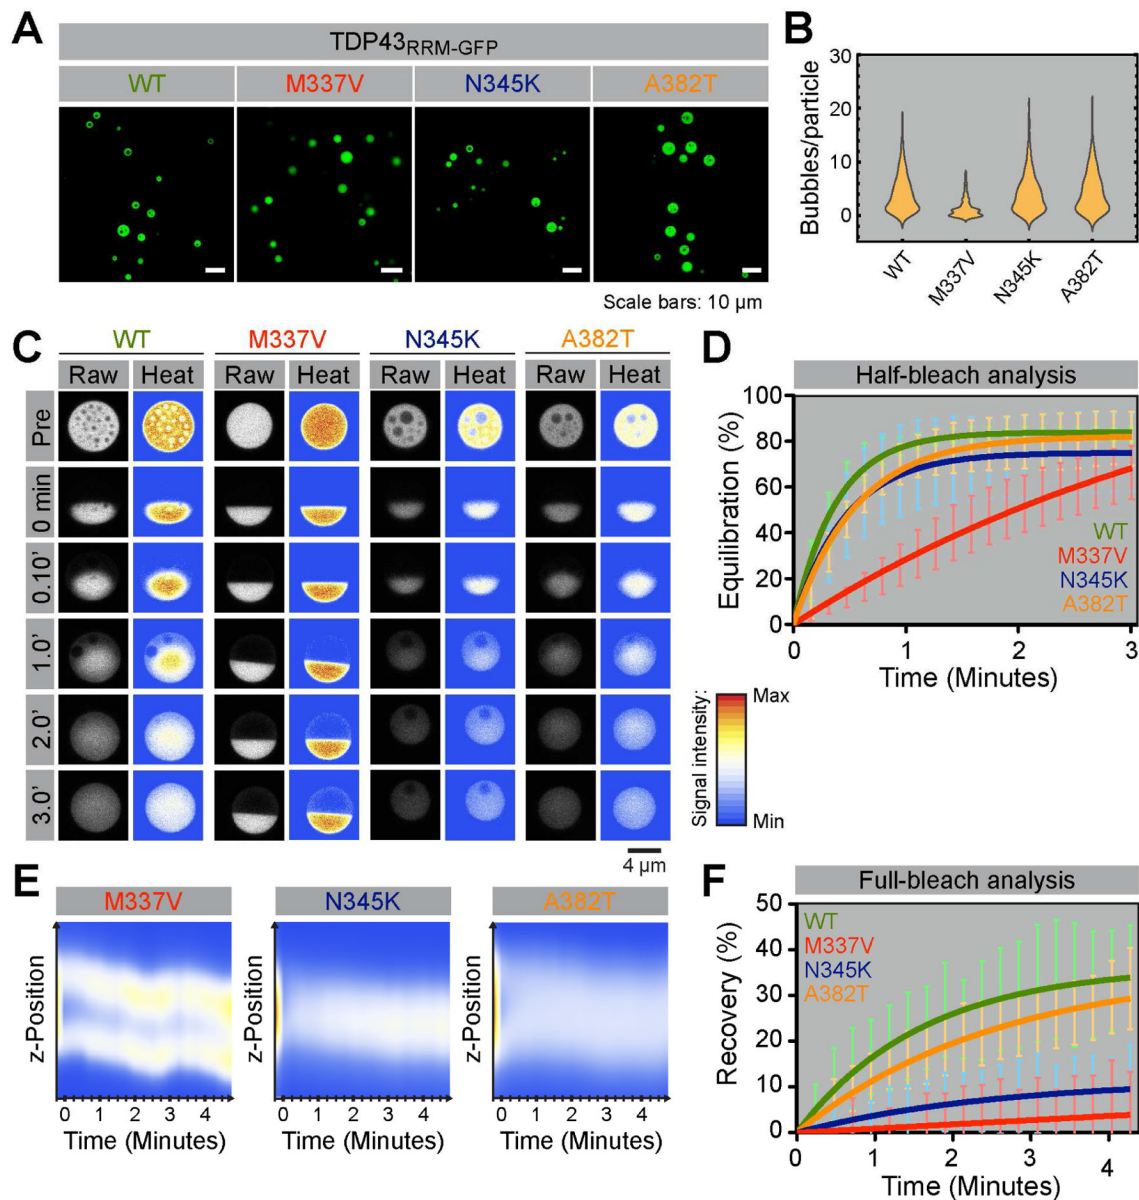 A
TDP43RRM-GFP
WT M337V N345K A382T
Scale bars: 10 µm
B
Bubbles/particle
30
20
10
0
WT M337V N345K A382T
C
WT M337V N345K A382T
Raw Heat Raw Heat Raw Heat Raw Heat
Pre
0 min
0.10'
1.0'
2.0'
3.0'
4 µm
D
Half-bleach analysis
Equilibration (%)
100
80
60
40
20
0
WT
M337V
N345K
A382T
0 1 2 3
Time (Minutes)
Signal intensity:
Max
Min
E
M337V N345K A382T
z-Position z-Position z-Position
0 1 2 3 4 0 1 2 3 4 0 1 2 3 4
Time (Minutes) Time (Minutes) Time (Minutes)
F
Full-bleach analysis
Recovery (%)
50
40
30
20
10
0
WT
M337V
N345K
A382T
0 1 2 3 4
Time (Minutes)